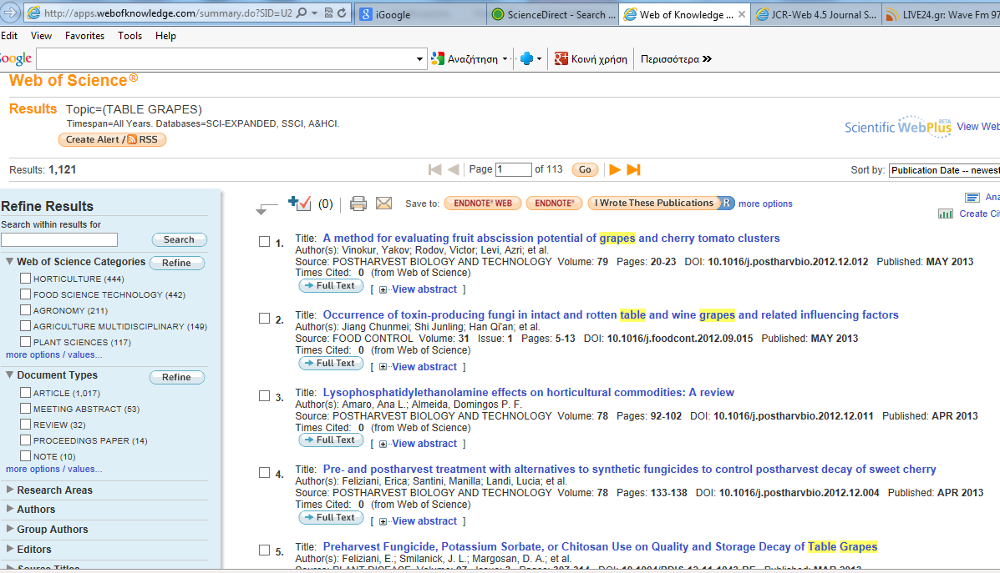 http://apps.webofknowledge.com/summary.do?SID=U2
iGoogle
ScienceDirect - Search ...
Web of Knowledge ...
JCR-Web 4.5 Journal S...
LIVE24.gr: Wave Fm 97
Edit View Favorites Tools Help
oogle
Αναζήτηση
Κοινή χρήση
Περισσότερα »
Web of Science®
Results Topic=(TABLE GRAPES)
Timespan=All Years. Databases=SCI-EXPANDED, SSCI, A&HCI.
Create Alert / RSS
Scientific WebPlus BETA View Web
Results: 1,121
Page 1 of 113 Go
Sort by: Publication Date -- newest
Refine Results
Search within results for
Search
Web of Science Categories Refine
HORTICULTURE (444)
FOOD SCIENCE TECHNOLOGY (442)
AGRONOMY (211)
AGRICULTURE MULTIDISCIPLINARY (149)
PLANT SCIENCES (117)
more options / values...
Document Types Refine
ARTICLE (1,017)
MEETING ABSTRACT (53)
REVIEW (32)
PROCEEDINGS PAPER (14)
NOTE (10)
more options / values...
Research Areas
Authors
Group Authors
Editors
Source Titles
(0) Save to: ENDNOTE® WEB ENDNOTE® I Wrote These Publications R more options
Ana
Create Cit
1. Title: A method for evaluating fruit abscission potential of grapes and cherry tomato clusters
Author(s): Vinokur, Yakov; Rodov, Victor; Levi, Azri; et al.
Source: POSTHARVEST BIOLOGY AND TECHNOLOGY Volume: 79 Pages: 20-23 DOI: 10.1016/j.postharvbio.2012.12.012 Published: MAY 2013
Times Cited: 0 (from Web of Science)
Full Text [ View abstract ]
2. Title: Occurrence of toxin-producing fungi in intact and rotten table and wine grapes and related influencing factors
Author(s): Jiang Chunmei; Shi Junling; Han Qi'an; et al.
Source: FOOD CONTROL Volume: 31 Issue: 1 Pages: 5-13 DOI: 10.1016/j.foodcont.2012.09.015 Published: MAY 2013
Times Cited: 0 (from Web of Science)
Full Text [ View abstract ]
3. Title: Lysophosphatidylethanolamine effects on horticultural commodities: A review
Author(s): Amaro, Ana L.; Almeida, Domingos P. F.
Source: POSTHARVEST BIOLOGY AND TECHNOLOGY Volume: 78 Pages: 92-102 DOI: 10.1016/j.postharvbio.2012.12.011 Published: APR 2013
Times Cited: 0 (from Web of Science)
Full Text [ View abstract ]
4. Title: Pre- and postharvest treatment with alternatives to synthetic fungicides to control postharvest decay of sweet cherry
Author(s): Feliziani, Erica; Santini, Manilla; Landi, Lucia; et al.
Source: POSTHARVEST BIOLOGY AND TECHNOLOGY Volume: 78 Pages: 133-138 DOI: 10.1016/j.postharvbio.2012.12.004 Published: APR 2013
Times Cited: 0 (from Web of Science)
Full Text [ View abstract ]
5. Title: Preharvest Fungicide, Potassium Sorbate, or Chitosan Use on Quality and Storage Decay of Table Grapes
Author(s): Feliziani, E.; Smilanick, J. L.; Margosan, D. A.; et al.